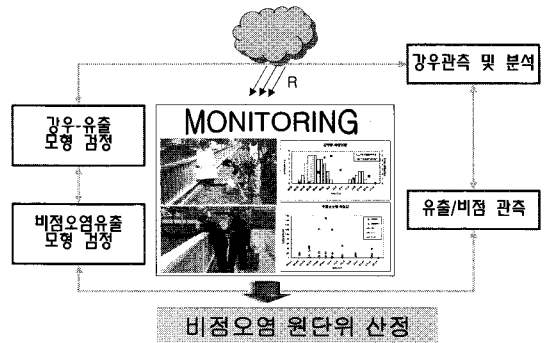 R
강우관측 및 분석
강우-유출
모형 검정
MONITORING
비점오염유출
모형 검정
유출/비점 관측
비점오염 원단위 산정